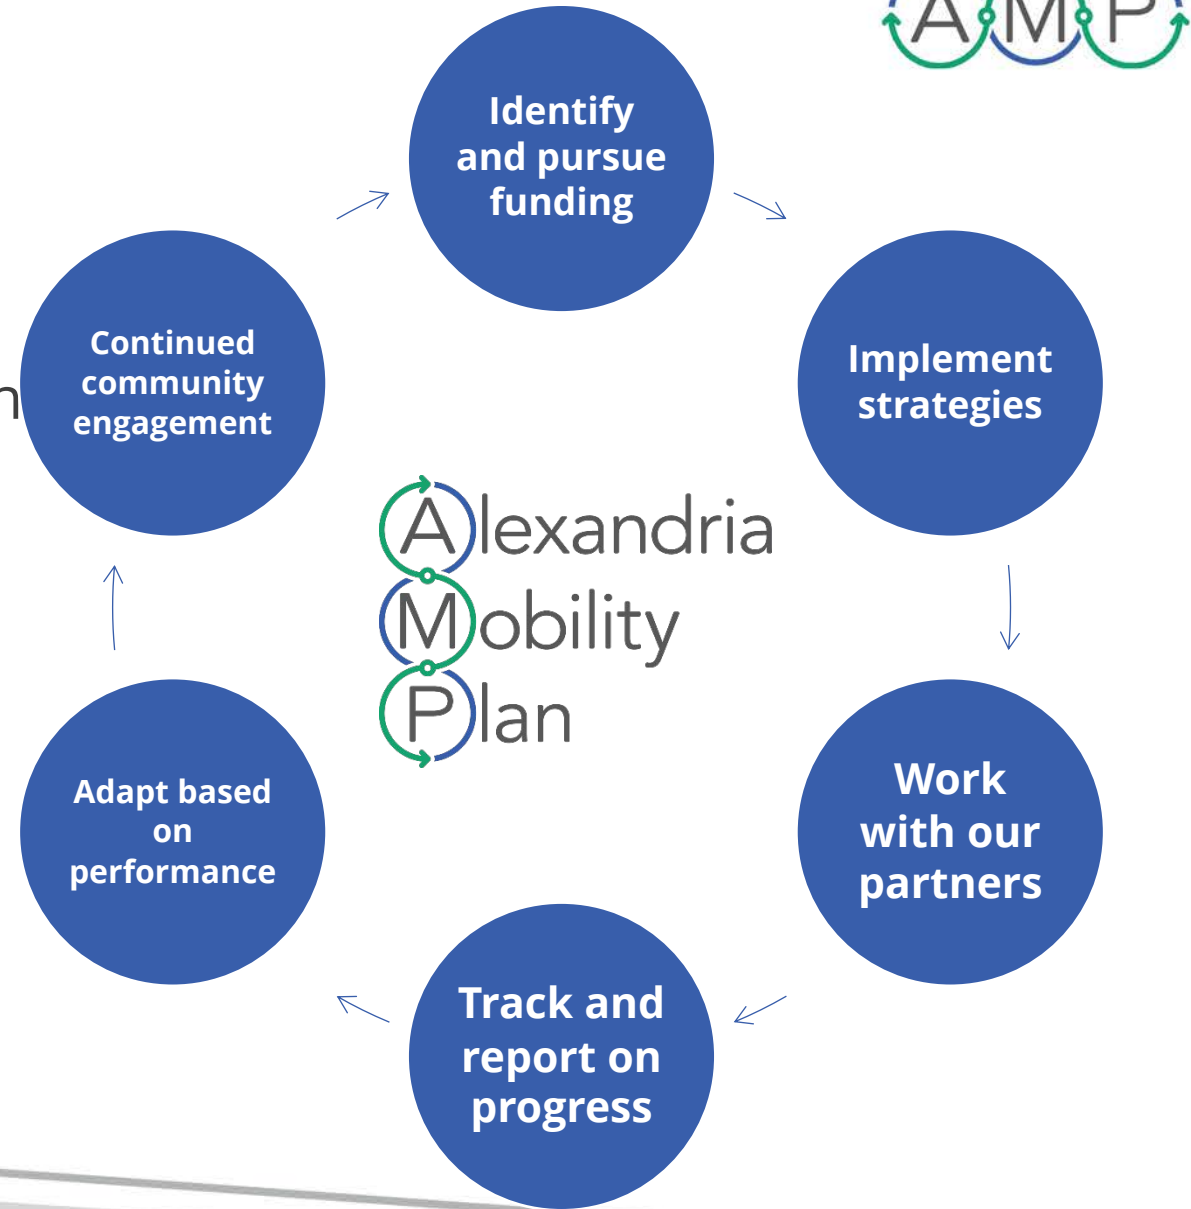 AMP
Identify
and pursue
funding
Implement
strategies
Work
with our
partners
Track and
report on
progress
Adapt based
on
performance
Continued
community
engagement
n
Alexandria
Mobility
Plan